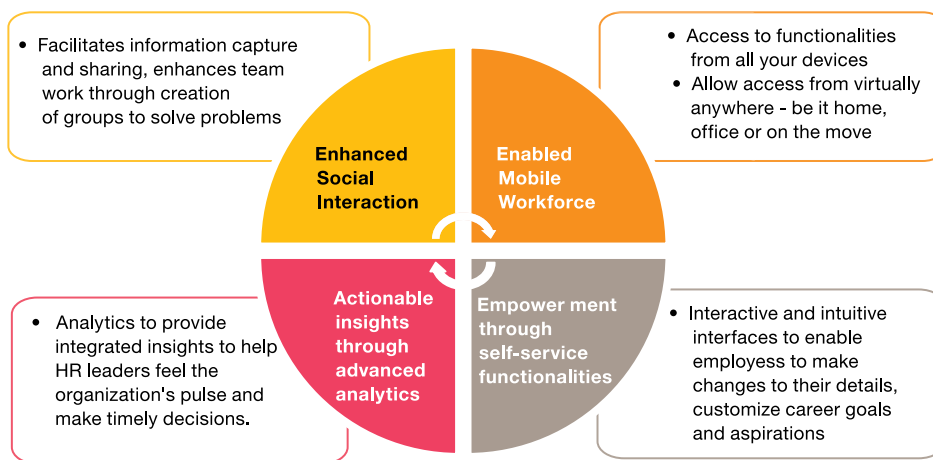 • Facilitates information capture
and sharing, enhances team
work through creation
of groups to solve problems
Enhanced
Social
Interaction
• Access to functionalities
from all your devices
• Allow access from virtually
anywhere - be it home,
office or on the move
Enabled
Mobile
Workforce
• Analytics to provide
integrated insights to help
HR leaders feel the
organization's pulse and
make timely decisions.
Actionable
insights
through
advanced
analytics
Empower ment
through
self-service
functionalities
• Interactive and intuitive
interfaces to enable
employess to make
changes to their details,
customize career goals
and aspirations